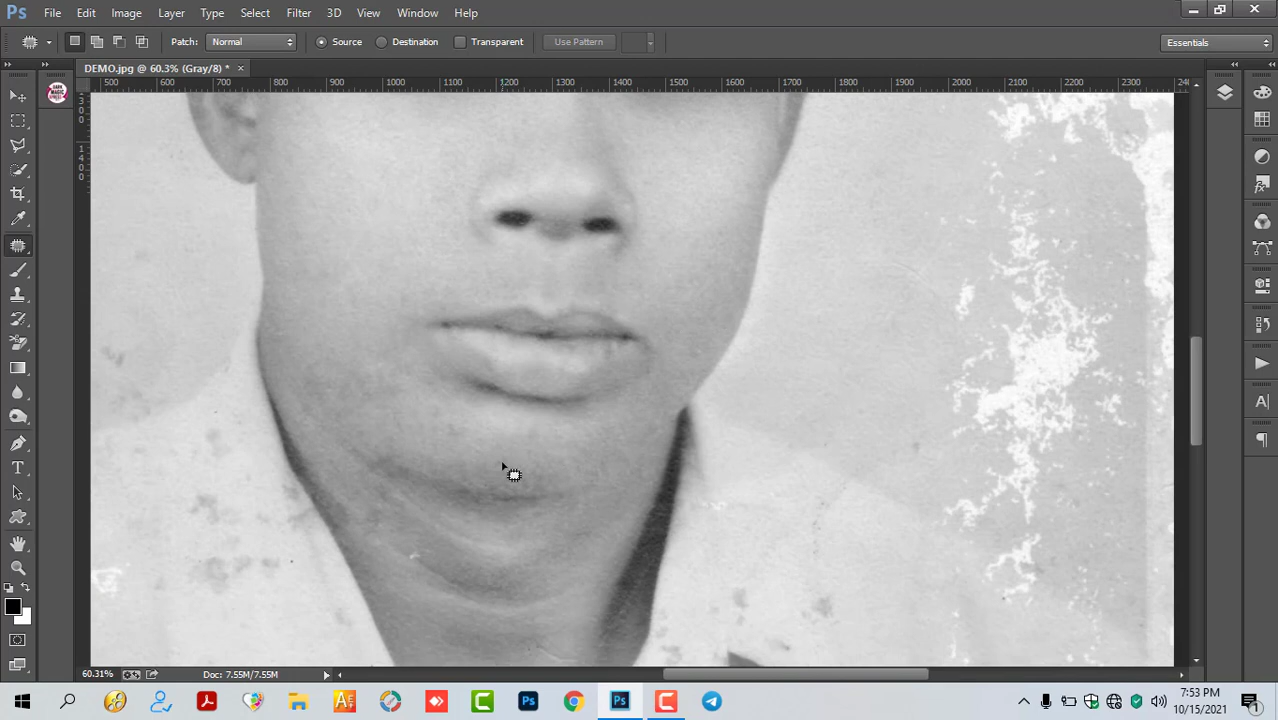 Ps File Edit Image Layer Type Select Filter 3D View Window Help
Patch: Normal Source Destination Transparent Use Pattern Essentials
DEMO.jpg @ 60.3% (Gray/8) * ×
500 600 700 800 900 1000 1100 1200 1300 1400 1500 1600 1700 1800 1900 2000 2100 2200 2300 240
300
1400
60.31% Doc: 7.55M/7.55M
7:53 PM
10/15/2021